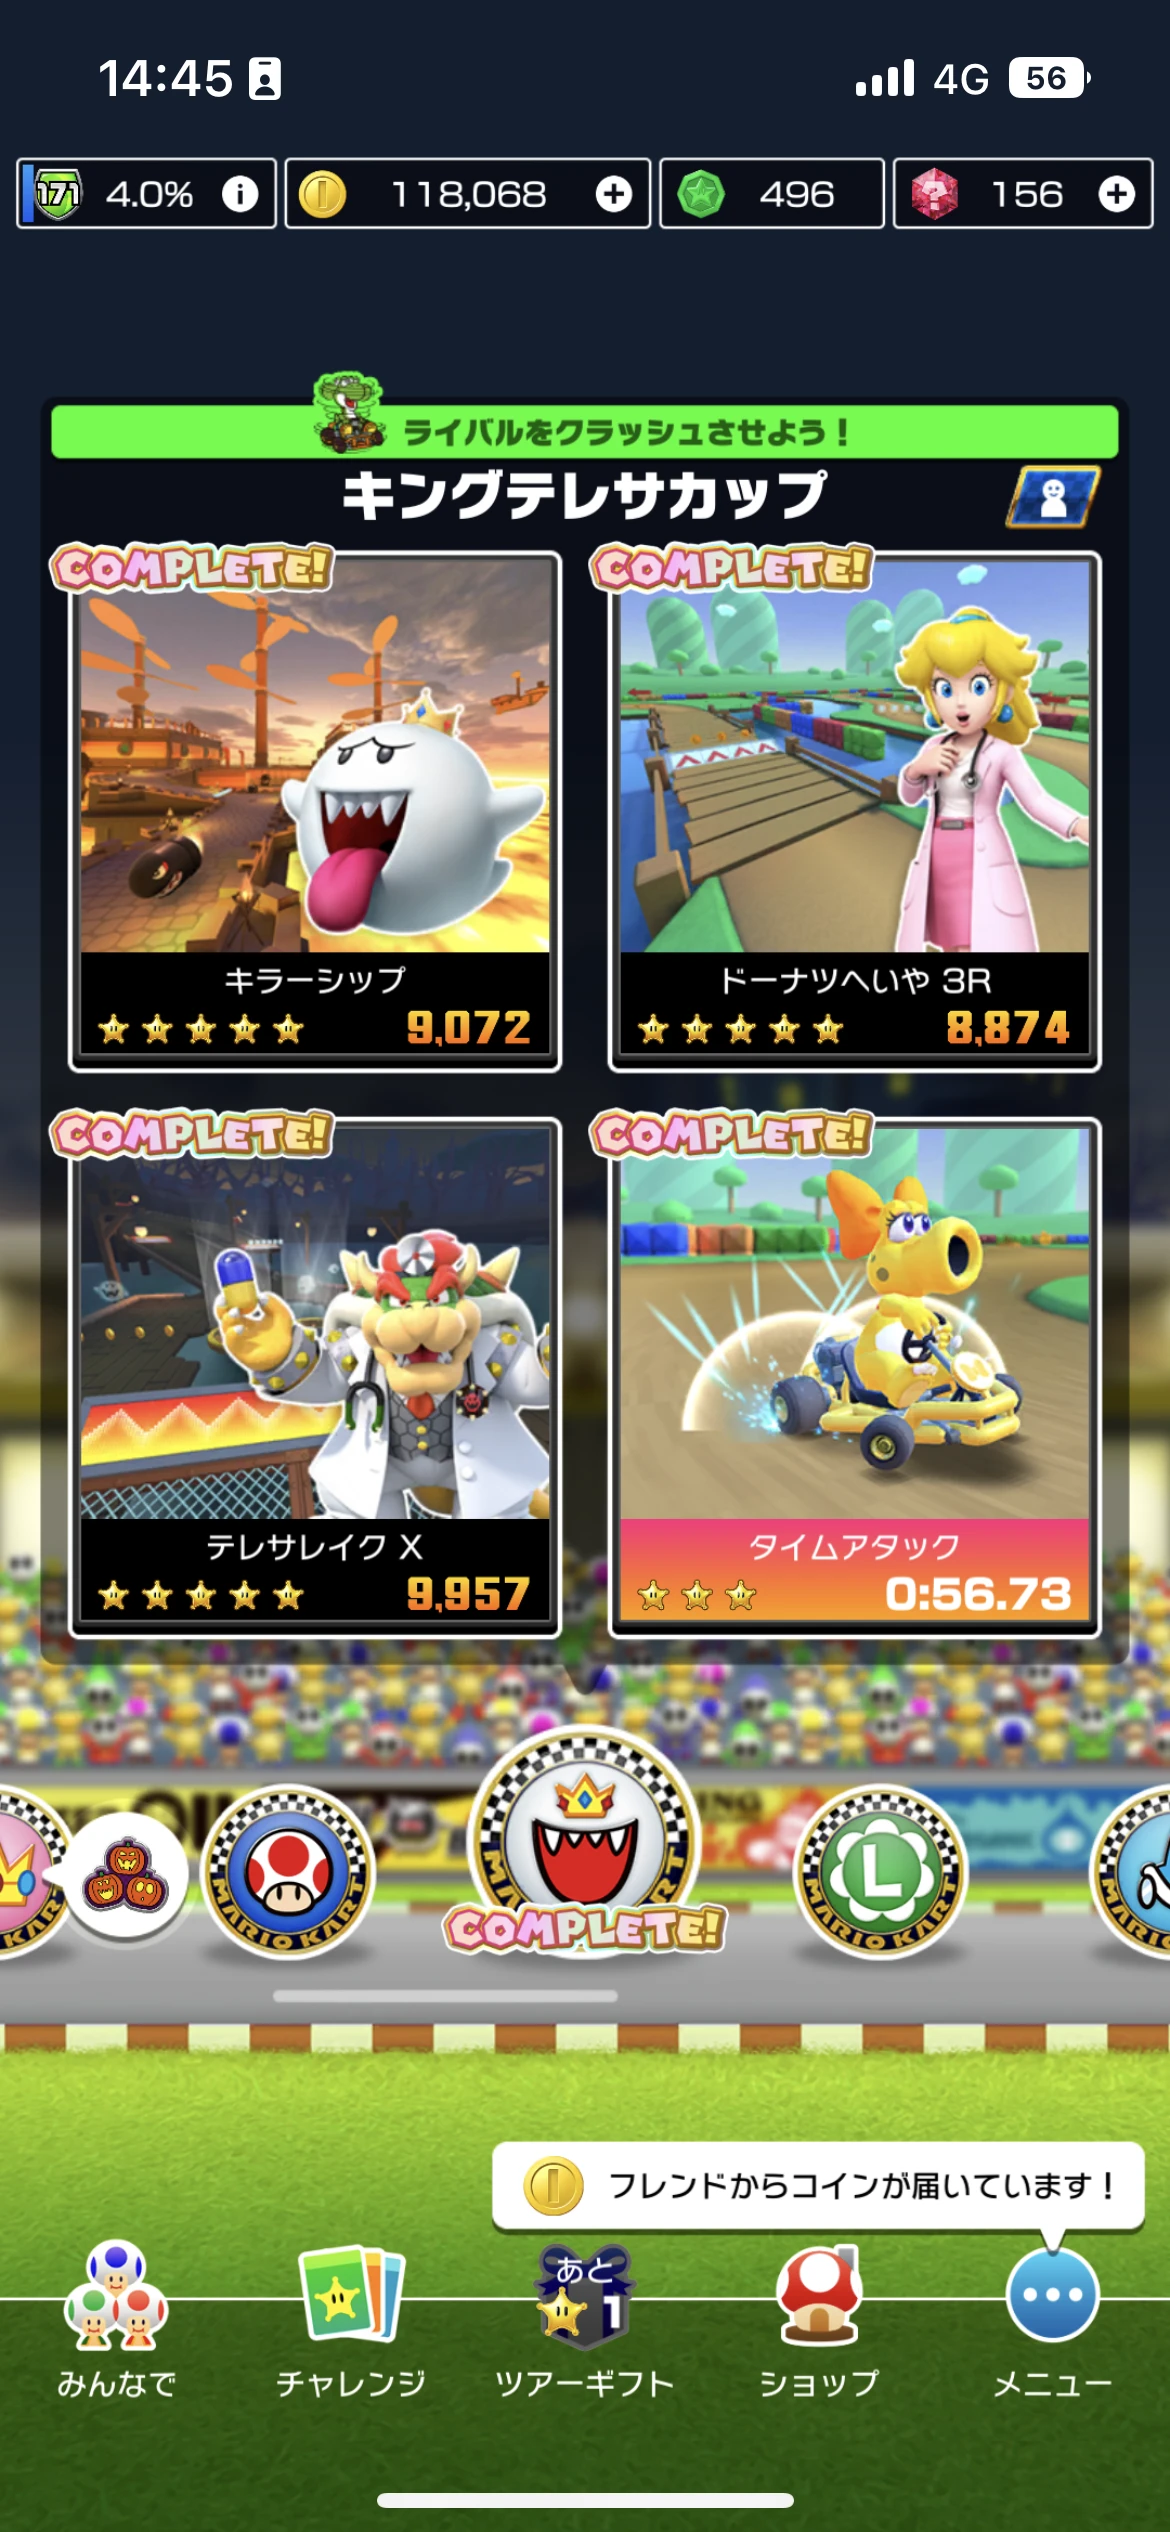 14:45
4G
56
171
4.0%
118,068
496
156
ライバルをクラッシュさせよう！
キングテレサカップ
COMPLETE!
COMPLETE!
キラーシップ
9,072
ドーナツへいや 3R
8,874
COMPLETE!
COMPLETE!
テレサレイク X
9,957
タイムアタック
0:56.73
MARIO KART
L
MARIO KART
COMPLETE!
フレンドからコインが届いています！
あと
1
みんなで
チャレンジ
ツアーギフト
ショップ
メニュー